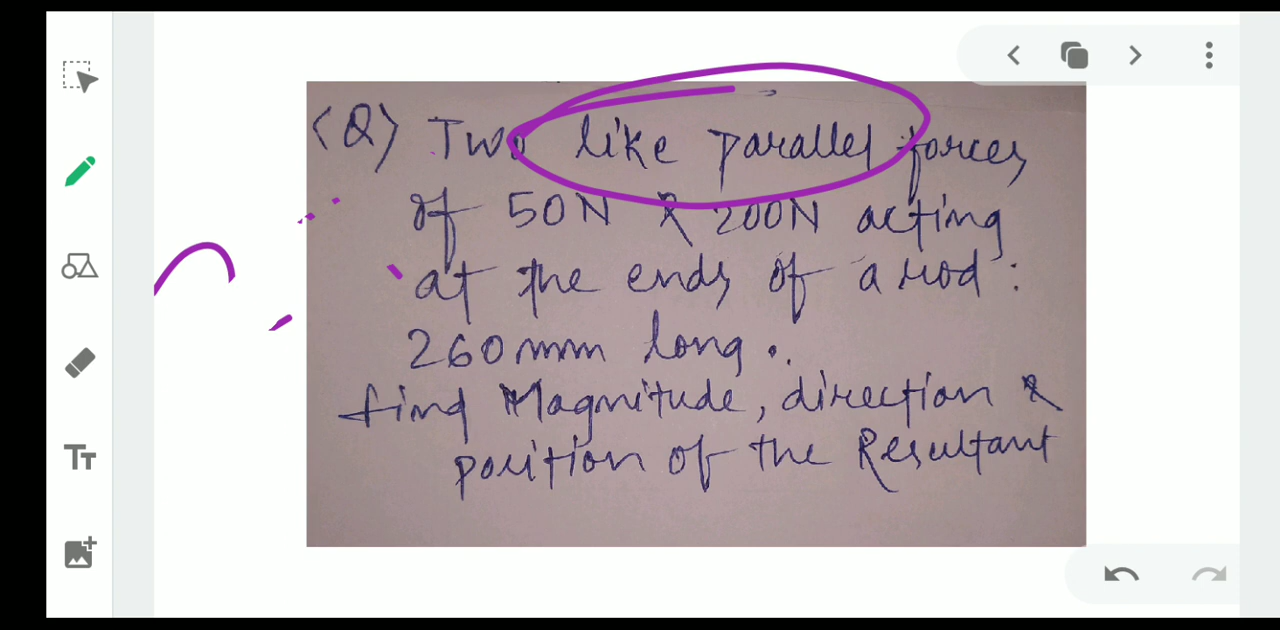 (Q) Two like parallel forces
of 50N & 200N acting
at the ends of a rod :
260mm long .
find Magnitude, direction &
position of the Resultant
TT